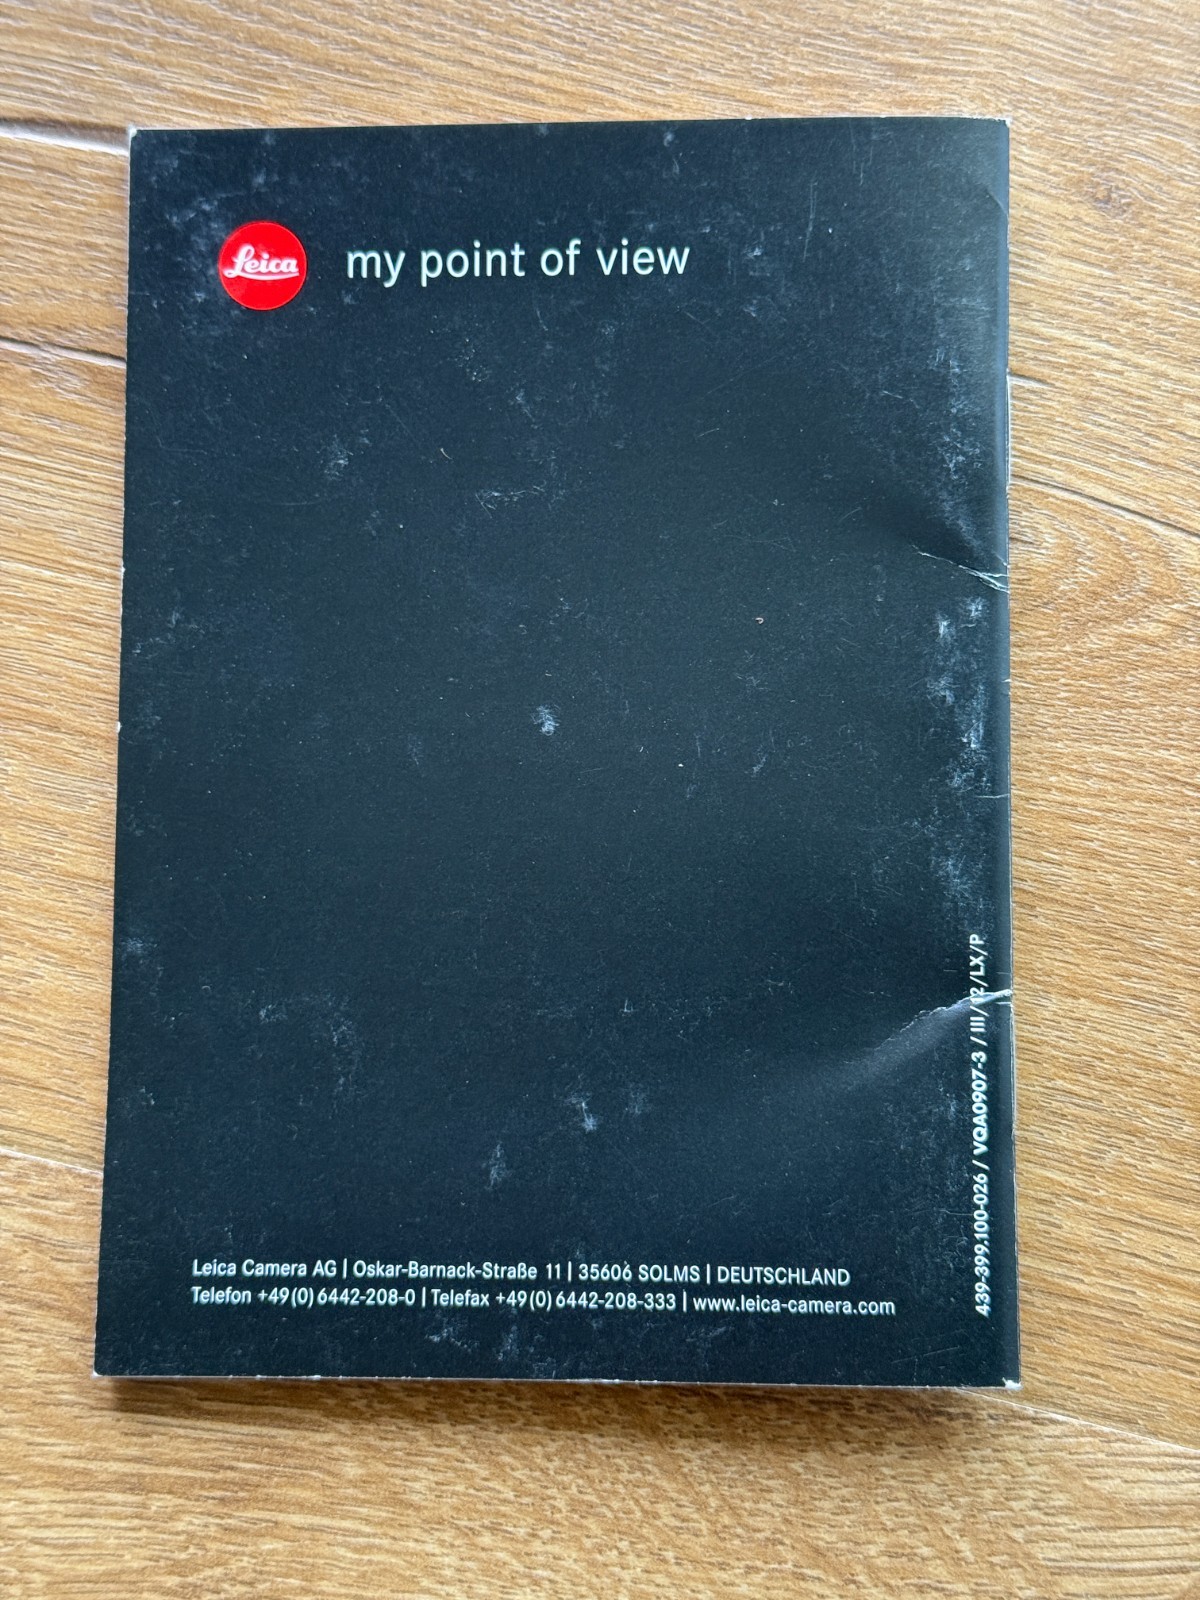 Leica my point of view
Leica Camera AG | Oskar-Barnack-Straße 11 | 35606 SOLMS | DEUTSCHLAND
Telefon +49(0)6442-208-0 | Telefax +49(0)6442-208-333 | www.leica-camera.com
439-399.100-026 / VQA0907-3 / III/12/LX/P